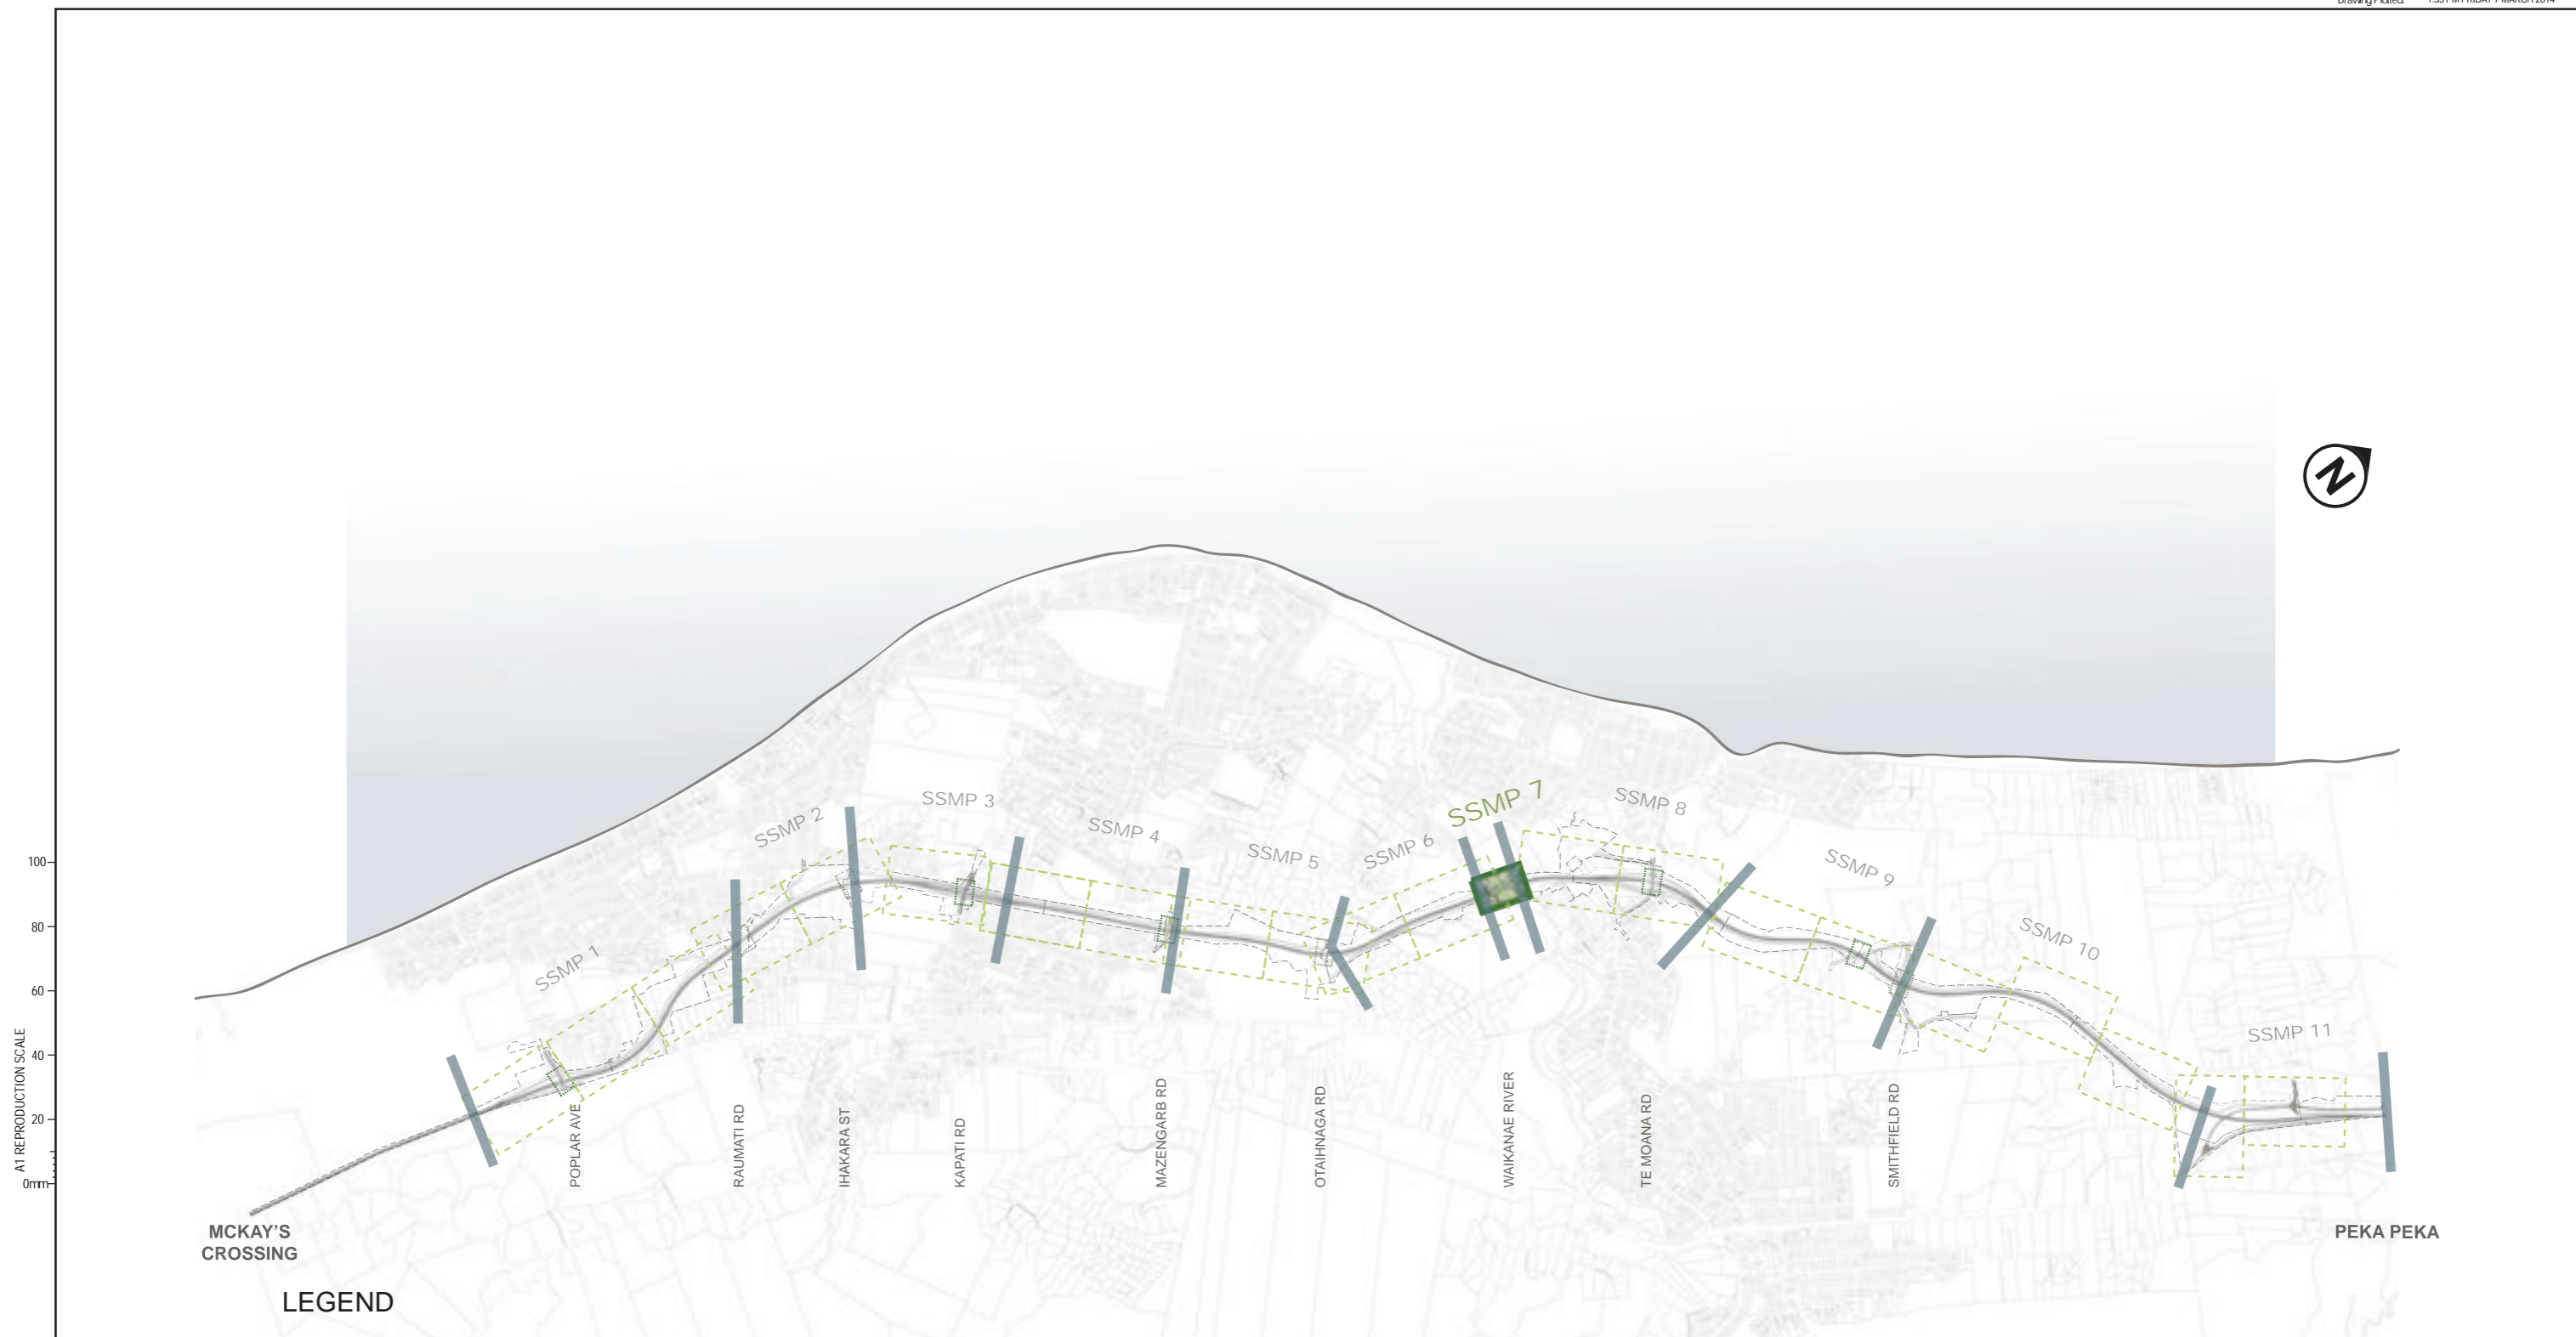 SSMP 7
SSMP 8
SSMP 3
SSMP 2
SSMP 4
SSMP 5
SSMP 6
SSMP 9
SSMP 10
SSMP 1
SSMP 11
N
100
80
60
40
20
0mm
A1 REPRODUCTION SCALE
POPLAR AVE
RAUMATI RD
IHAKARA ST
KAPATI RD
MAZENGARB RD
OTAIHNAGA RD
WAIKANAE RIVER
TE MOANA RD
SMITHFIELD RD
MCKAY'S
CROSSING
PEKA PEKA
LEGEND